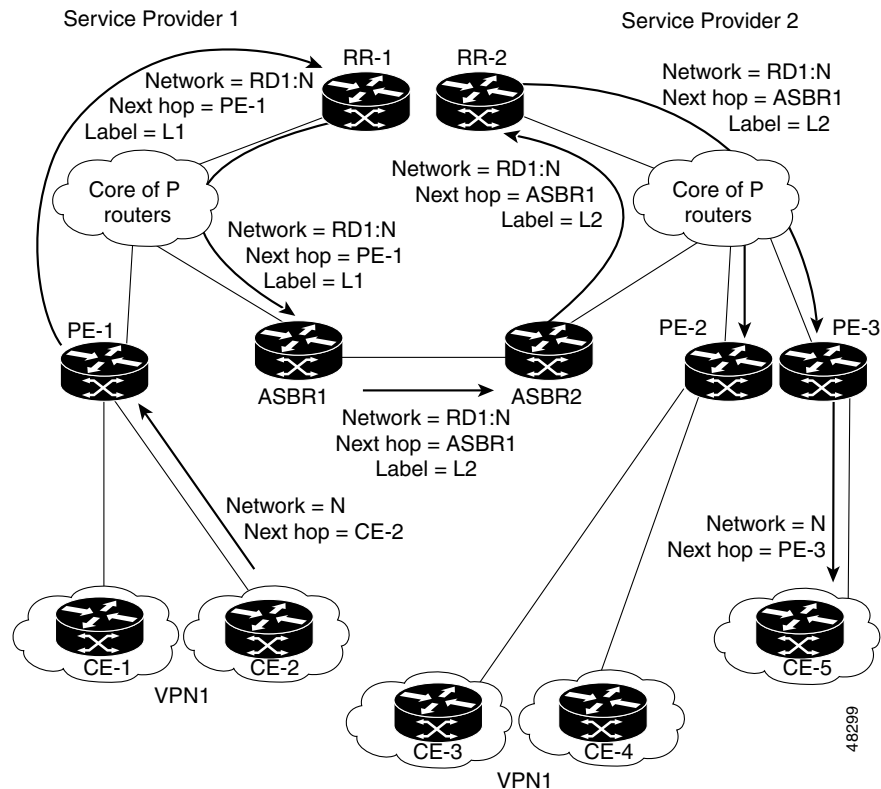 Service Provider 1
Service Provider 2
RR-1
RR-2
Network = RD1:N
Next hop = PE-1
Label = L1
Network = RD1:N
Next hop = ASBR1
Label = L2
Core of P
routers
Network = RD1:N
Next hop = ASBR1
Label = L2
Core of P
routers
Network = RD1:N
Next hop = PE-1
Label = L1
PE-1
PE-2
PE-3
ASBR1
ASBR2
Network = RD1:N
Next hop = ASBR1
Label = L2
Network = N
Next hop = CE-2
Network = N
Next hop = PE-3
CE-1
CE-2
VPN1
CE-3
CE-4
VPN1
CE-5
48299